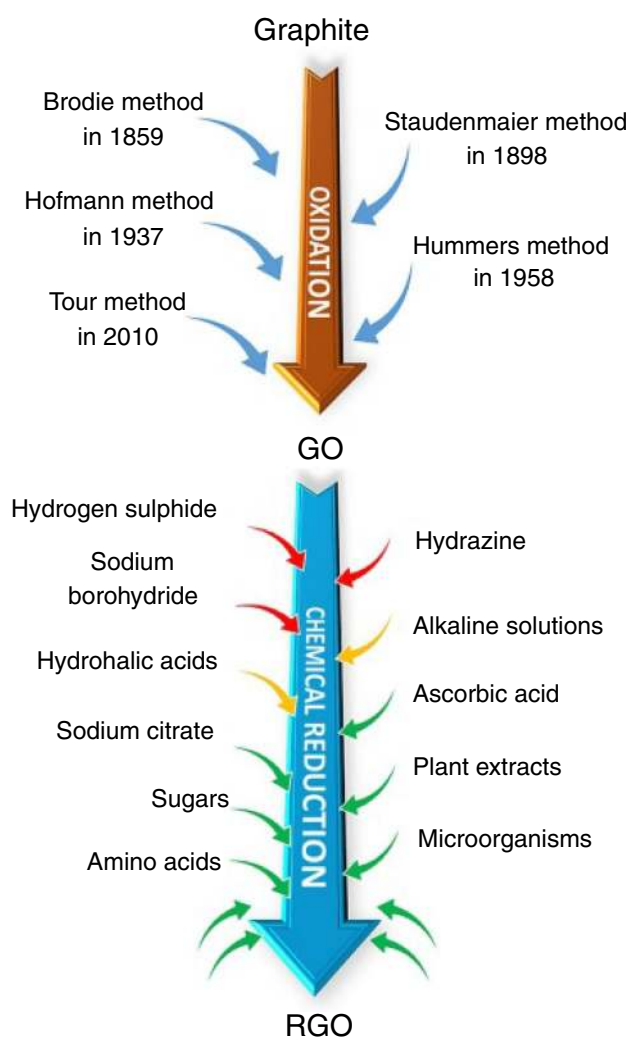 Graphite
Brodie method
in 1859
Staudenmaier method
in 1898
Hofmann method
in 1937
Hummers method
in 1958
Tour method
in 2010
OXIDATION
GO
Hydrogen sulphide
Hydrazine
Sodium
borohydride
Alkaline solutions
Hydrohalic acids
Ascorbic acid
Sodium citrate
Plant extracts
Sugars
Microorganisms
Amino acids
CHEMICAL REDUCTION
RGO